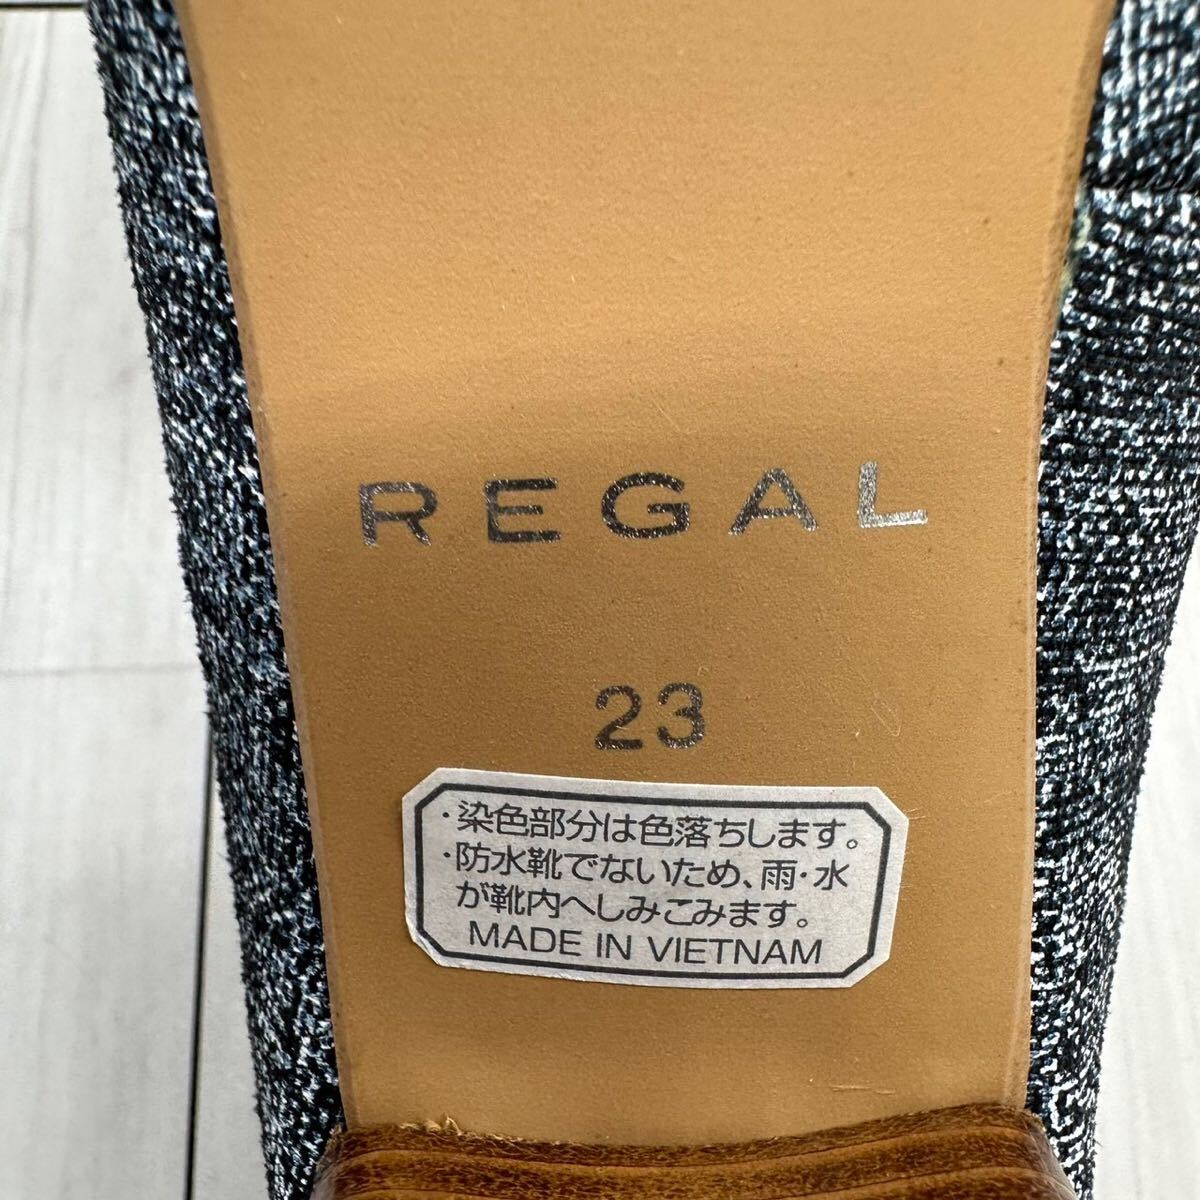 REGAL
23
・染色部分は色落ちします。
・防水靴でないため、雨・水
が靴内へしみこみます。
MADE IN VIETNAM